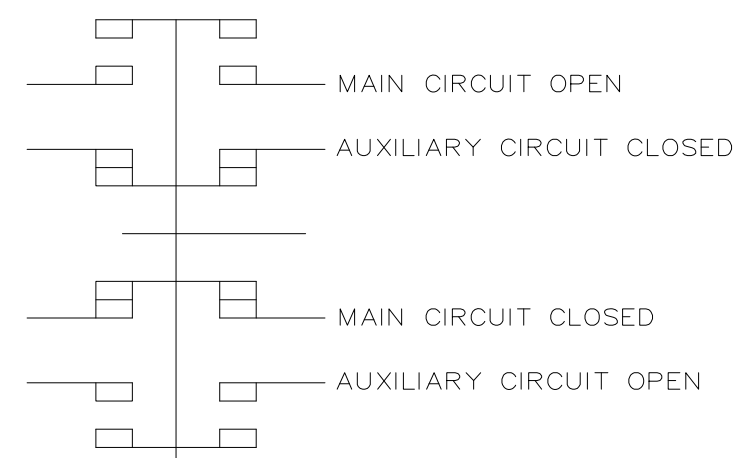 MAIN CIRCUIT OPEN
AUXILIARY CIRCUIT CLOSED
MAIN CIRCUIT CLOSED
AUXILIARY CIRCUIT OPEN